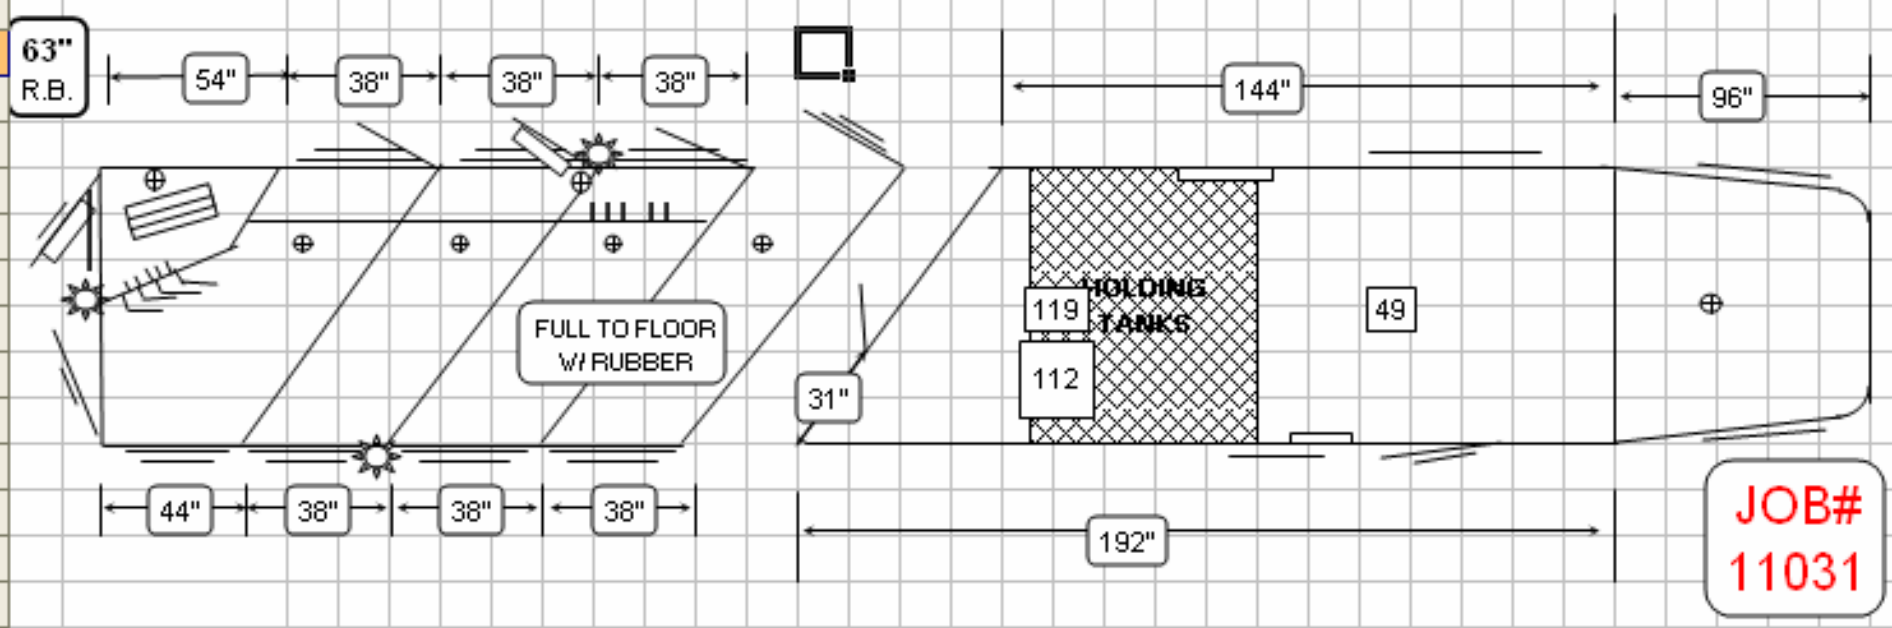 63"
R.B.
54"
38"
38"
38"
144"
96"
HOLDING
TANKS
119
112
49
FULL TO FLOOR
W/ RUBBER
31"
44"
38"
38"
38"
192"
JOB#
11031